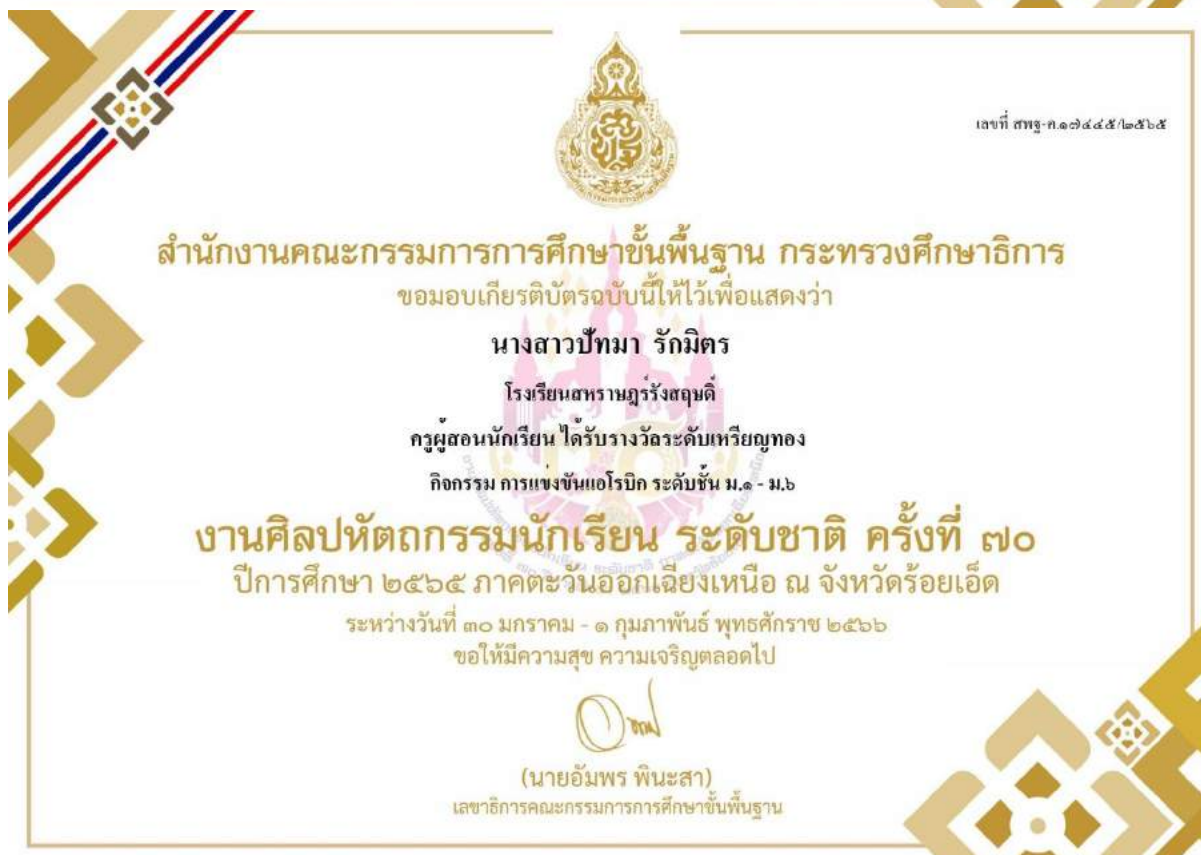 เลขที่ สพฐ-ค.๑๗๔๔๕/๒๕๖๕
สำนักงานคณะกรรมการการศึกษาขั้นพื้นฐาน กระทรวงศึกษาธิการ
ขอมอบเกียรติบัตรฉบับนี้ให้ไว้เพื่อแสดงว่า
นางสาวปัทมา รักมิตร
โรงเรียนสหราษฎร์รังสฤษดิ์
ครูผู้สอนนักเรียน ได้รับรางวัลระดับเหรียญทอง
กิจกรรม การแข่งขันแอโรบิก ระดับชั้น ม.๑ - ม.๖
งานศิลปหัตถกรรมนักเรียน ระดับชาติ ครั้งที่ ๗๐
ปีการศึกษา ๒๕๖๕ ภาคตะวันออกเฉียงเหนือ ณ จังหวัดร้อยเอ็ด
ระหว่างวันที่ ๓๐ มกราคม - ๑ กุมภาพันธ์ พุทธศักราช ๒๕๖๖
ขอให้มีความสุข ความเจริญตลอดไป
(นายอัมพร พินะสา)
เลขาธิการคณะกรรมการการศึกษาขั้นพื้นฐาน